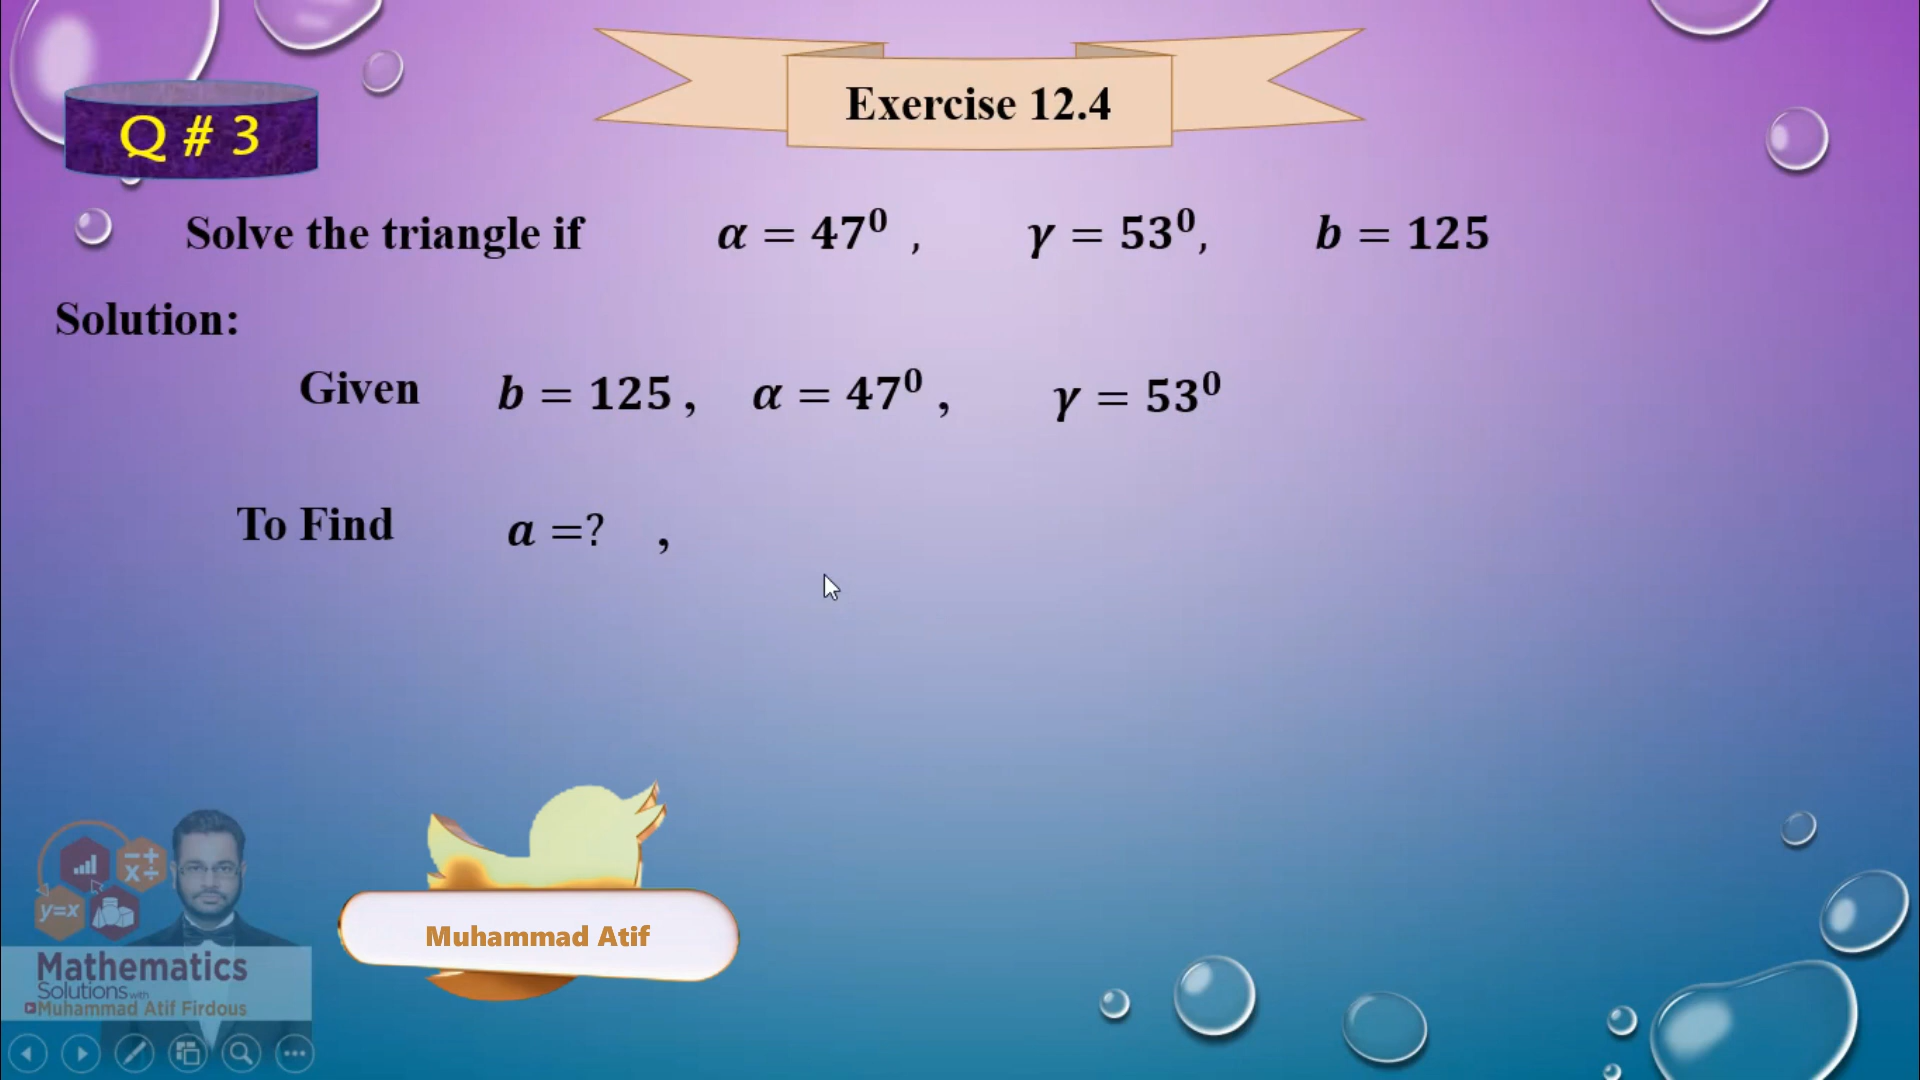 Exercise 12.4
Q # 3
Solve the triangle if α = 47⁰ , γ = 53⁰, b = 125
Solution:
Given b = 125 , α = 47⁰ , γ = 53⁰
To Find a =? ,
Muhammad Atif
y=x
Mathematics
Solutions with
Muhammad Atif Firdous